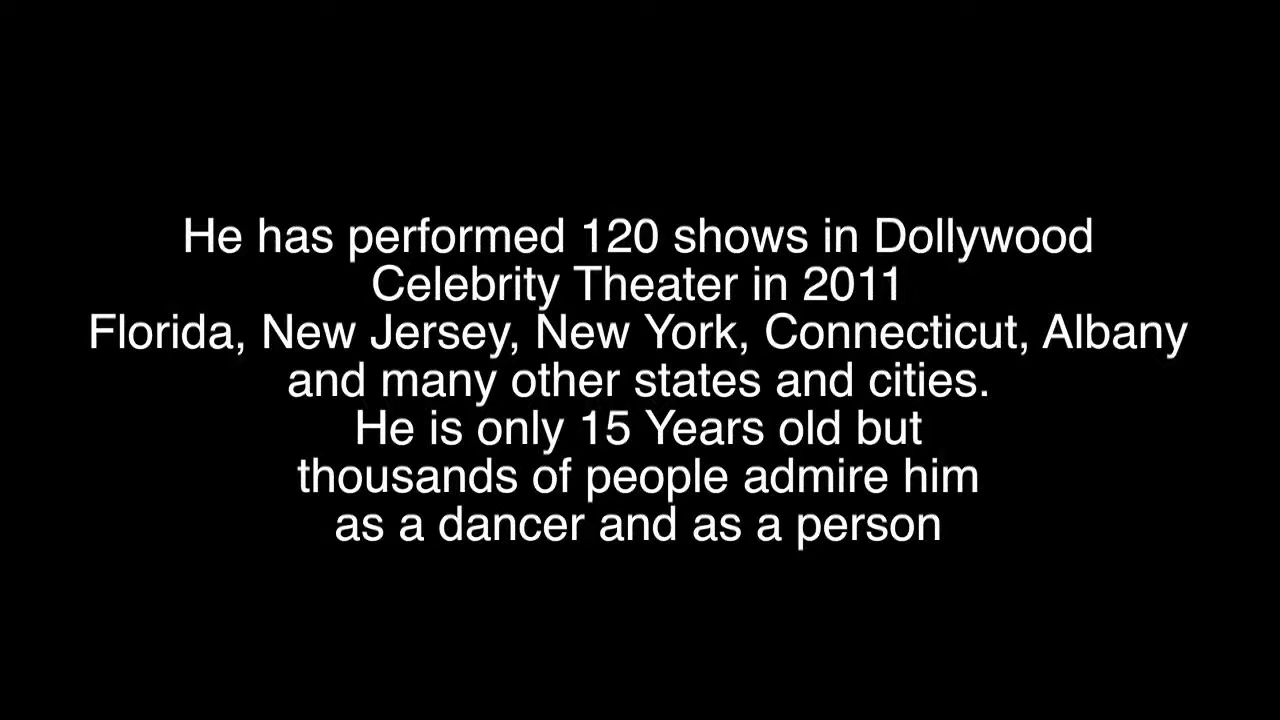 He has performed 120 shows in Dollywood
Celebrity Theater in 2011
Florida, New Jersey, New York, Connecticut, Albany
and many other states and cities.
He is only 15 Years old but
thousands of people admire him
as a dancer and as a person